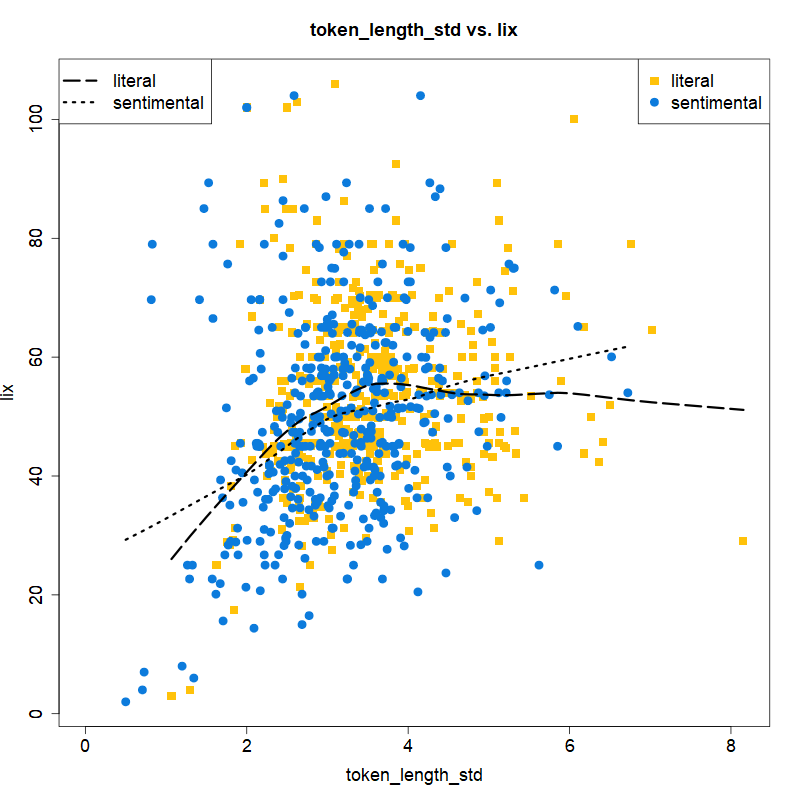 token_length_std vs. lix
literal
sentimental
literal
sentimental
100
80
60
40
20
0
lix
0 2 4 6 8
token_length_std